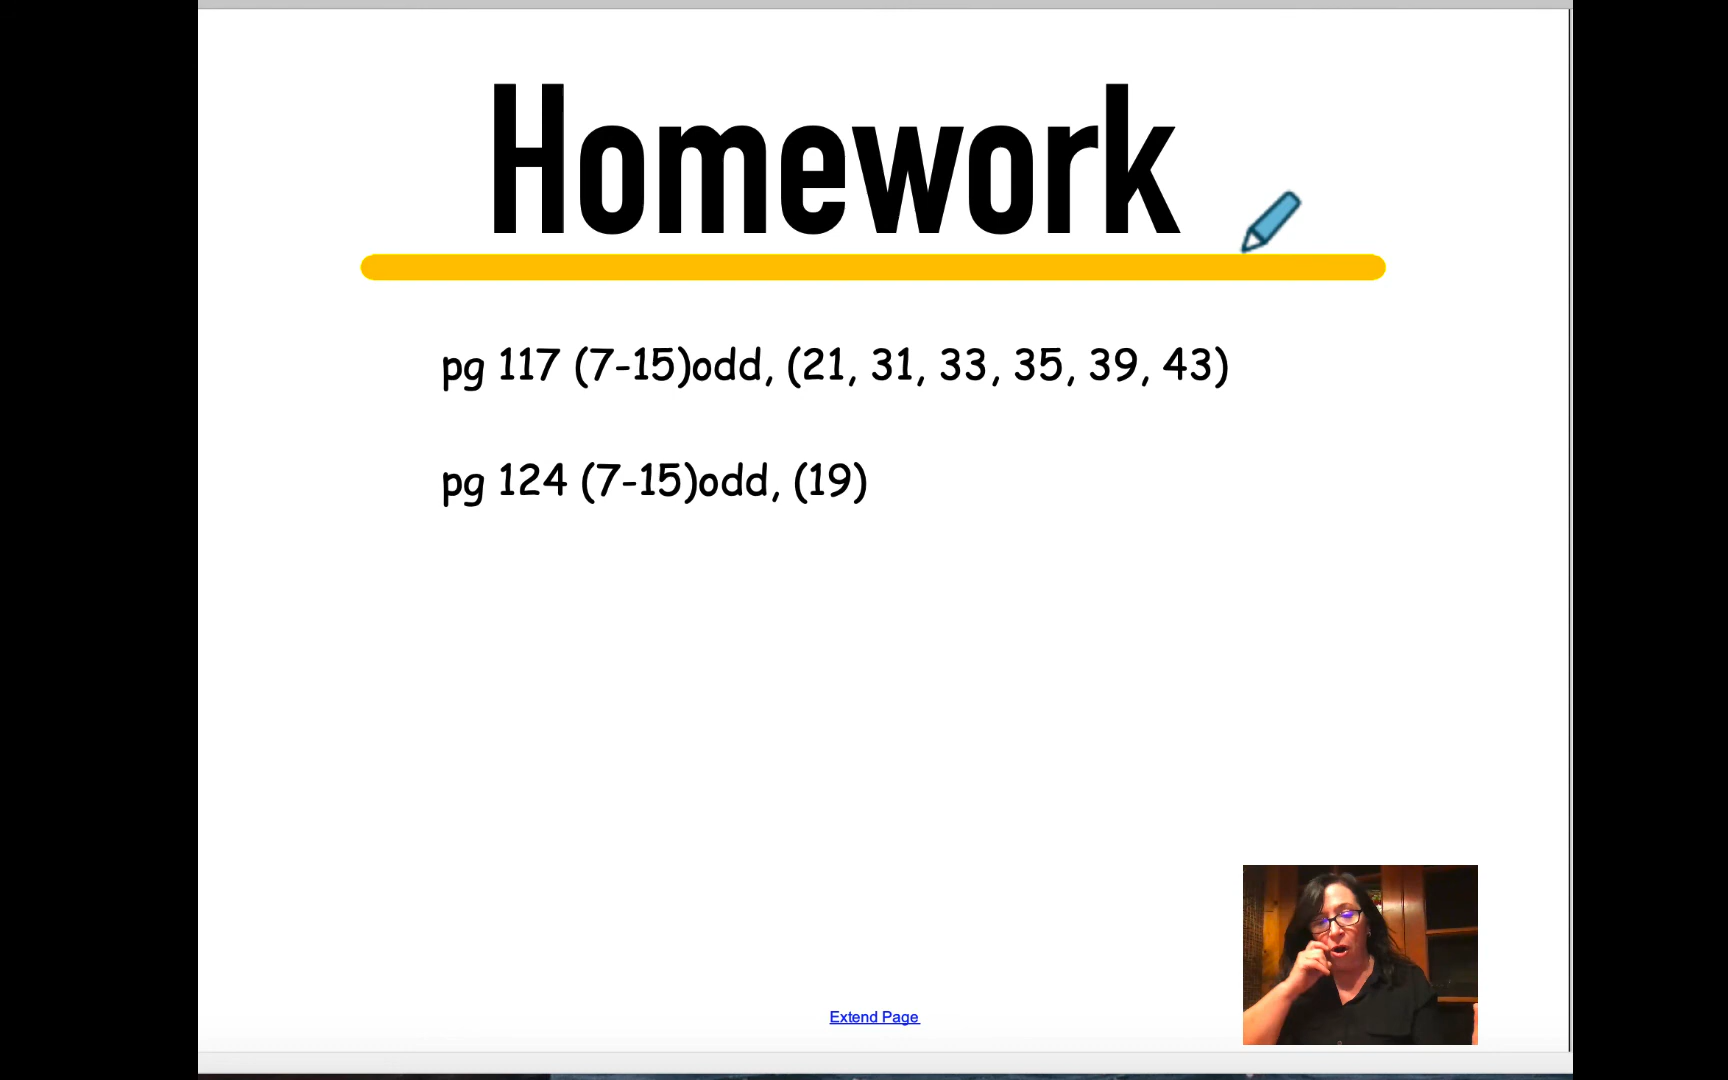 Homework
pg 117 (7-15)odd, (21, 31, 33, 35, 39, 43)
pg 124 (7-15)odd, (19)
Extend Page